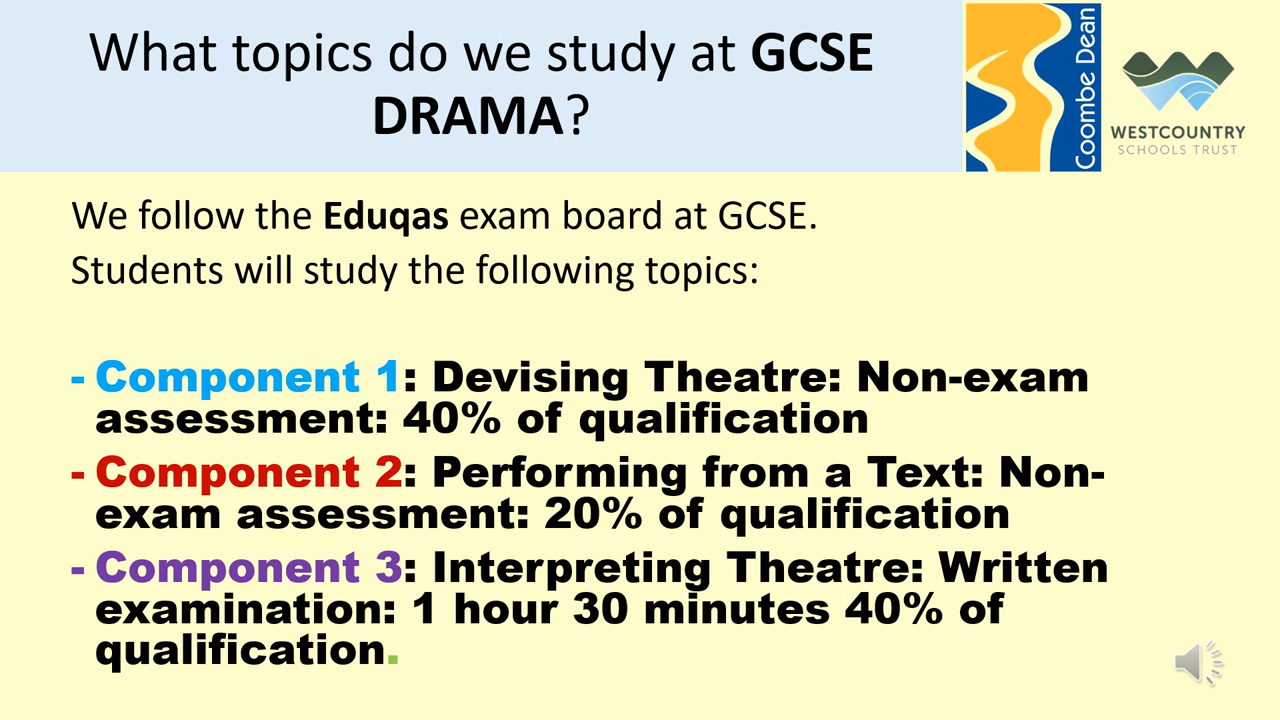 What topics do we study at GCSE
DRAMA?
Coombe Dean
WESTCOUNTRY
SCHOOLS TRUST
We follow the Eduqas exam board at GCSE.
Students will study the following topics:
- Component 1: Devising Theatre: Non-exam
assessment: 40% of qualification
- Component 2: Performing from a Text: Non-
exam assessment: 20% of qualification
- Component 3: Interpreting Theatre: Written
examination: 1 hour 30 minutes 40% of
qualification.